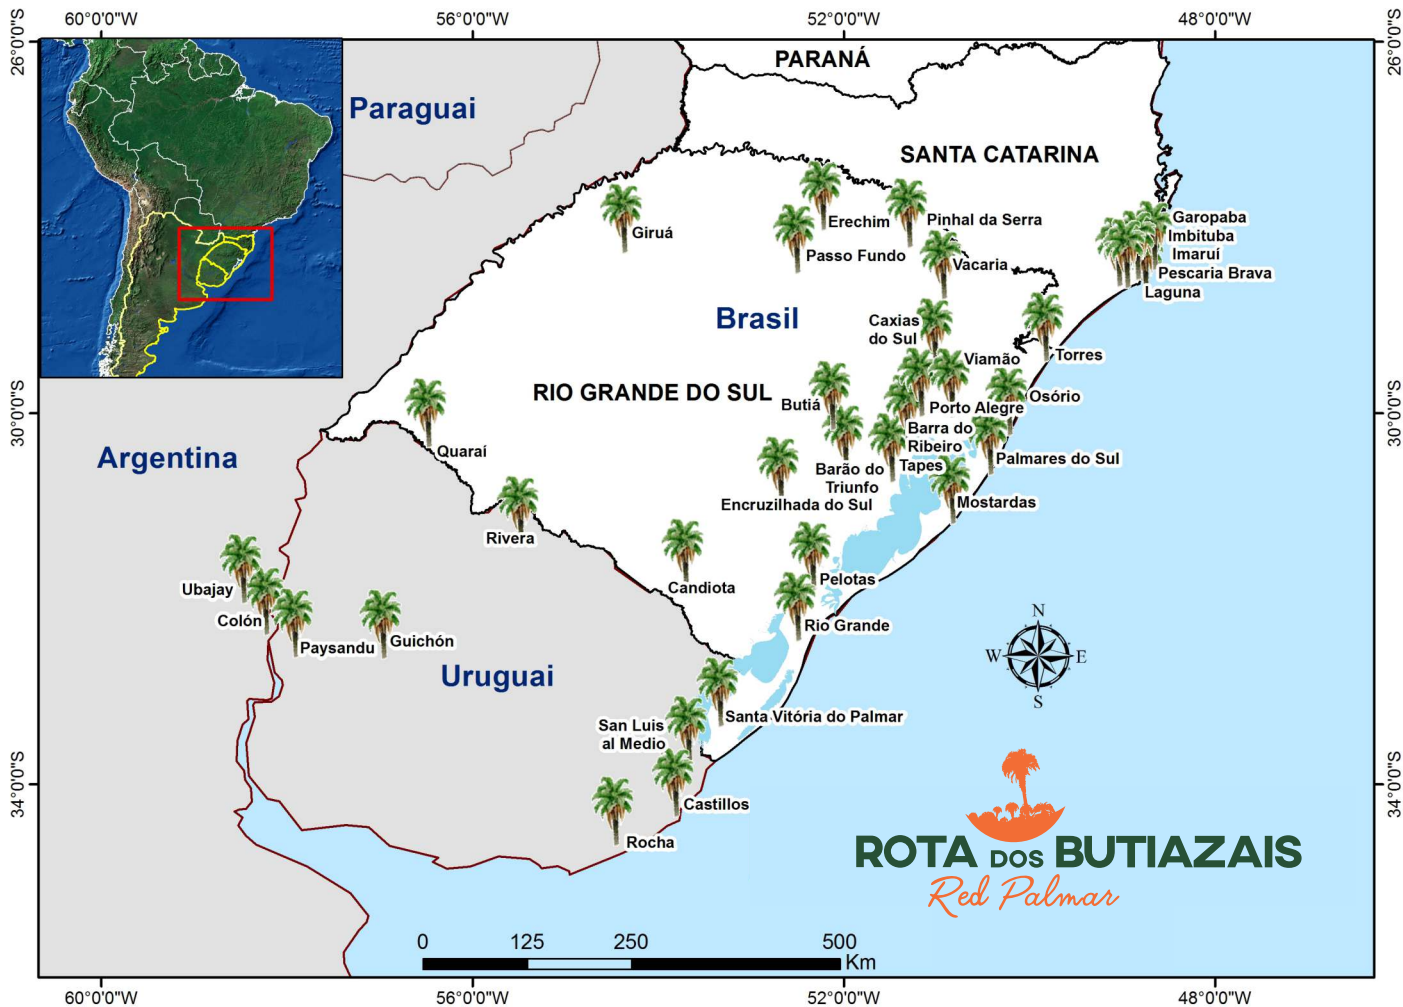 60°0'0"W
56°0'0"W
52°0'0"W
48°0'0"W
26°0'0"S
26°0'0"S
PARANÁ
Paraguai
SANTA CATARINA
Giruá
Erechim
Pinhal da Serra
Garopaba
Imbituba
Imaruí
Pescaria Brava
Laguna
Passo Fundo
Vacaria
Brasil
Caxias
do Sul
Viamão
Torres
RIO GRANDE DO SUL
Butiá
Porto Alegre
Osório
30°0'0"S
30°0'0"S
Argentina
Quaraí
Barra do
Ribeiro
Barão do
Triunfo
Tapes
Palmares do Sul
Encruzilhada do Sul
Mostardas
Rivera
Candiota
Pelotas
Ubajay
Colón
Paysandu
Guichón
Rio Grande
N
W
E
S
Uruguai
Santa Vitória do Palmar
San Luis
al Medio
34°0'0"S
34°0'0"S
Castillos
Rocha
ROTA DOS BUTIAZAIS
Red Palmar
0
125
250
500
Km
60°0'0"W
56°0'0"W
52°0'0"W
48°0'0"W